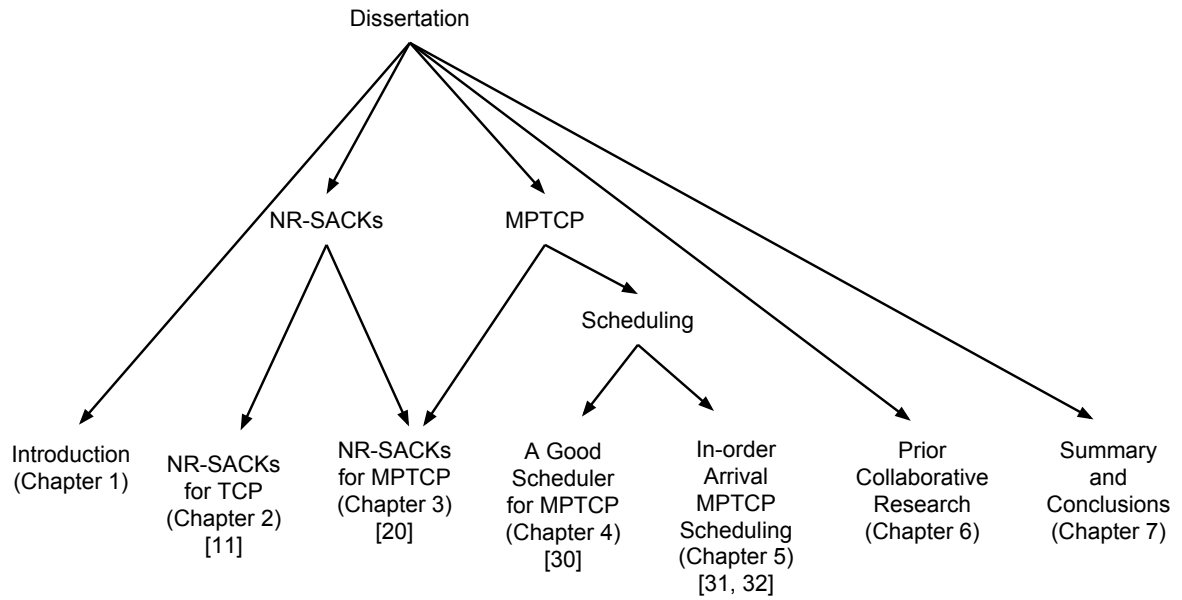 Dissertation
NR-SACKs
MPTCP
Scheduling
Introduction
(Chapter 1)
NR-SACKs
for TCP
(Chapter 2)
[11]
NR-SACKs
for MPTCP
(Chapter 3)
[20]
A Good
Scheduler
for MPTCP
(Chapter 4)
[30]
In-order
Arrival
MPTCP
Scheduling
(Chapter 5)
[31, 32]
Prior
Collaborative
Research
(Chapter 6)
Summary
and
Conclusions
(Chapter 7)